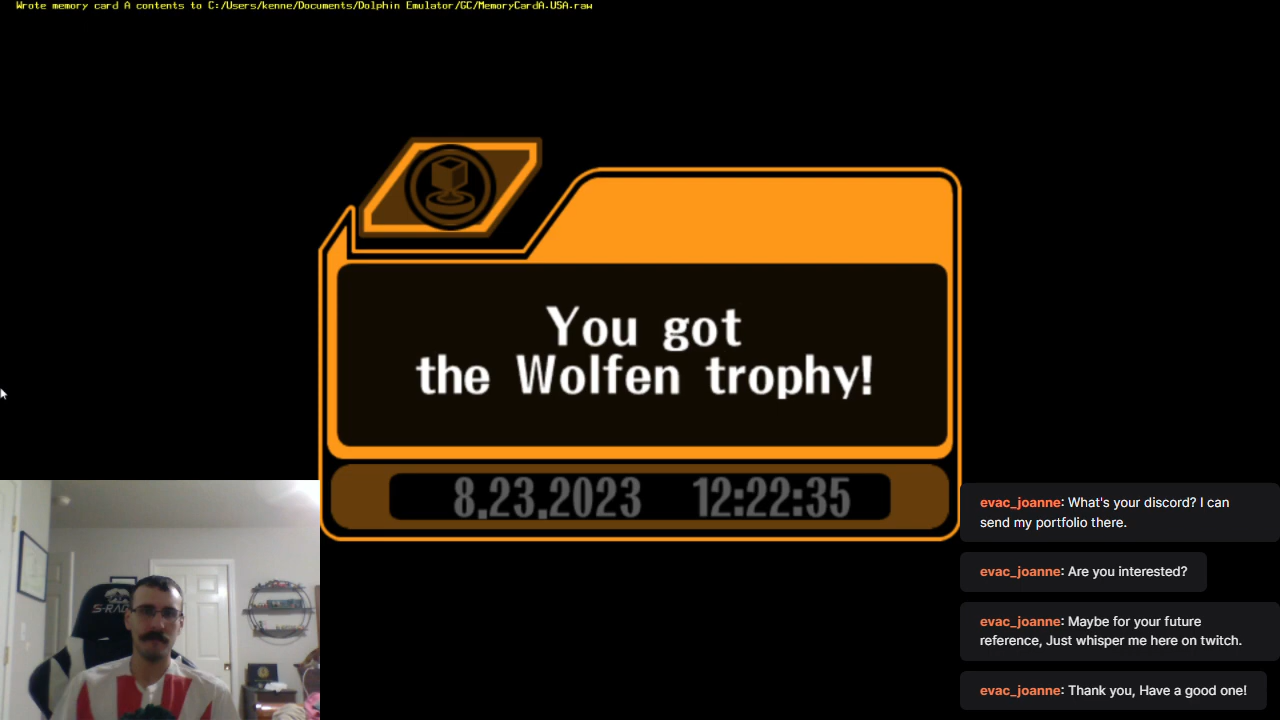 Wrote memory card A contents to C:/Users/kenne/Documents/Dolphin Emulator/GC/MemoryCardA.USA.raw
You got
the Wolfen trophy!
8.23.2023 12:22:35
evac_joanne: What's your discord? I can
send my portfolio there.
evac_joanne: Are you interested?
evac_joanne: Maybe for your future
reference, Just whisper me here on twitch.
evac_joanne: Thank you, Have a good one!